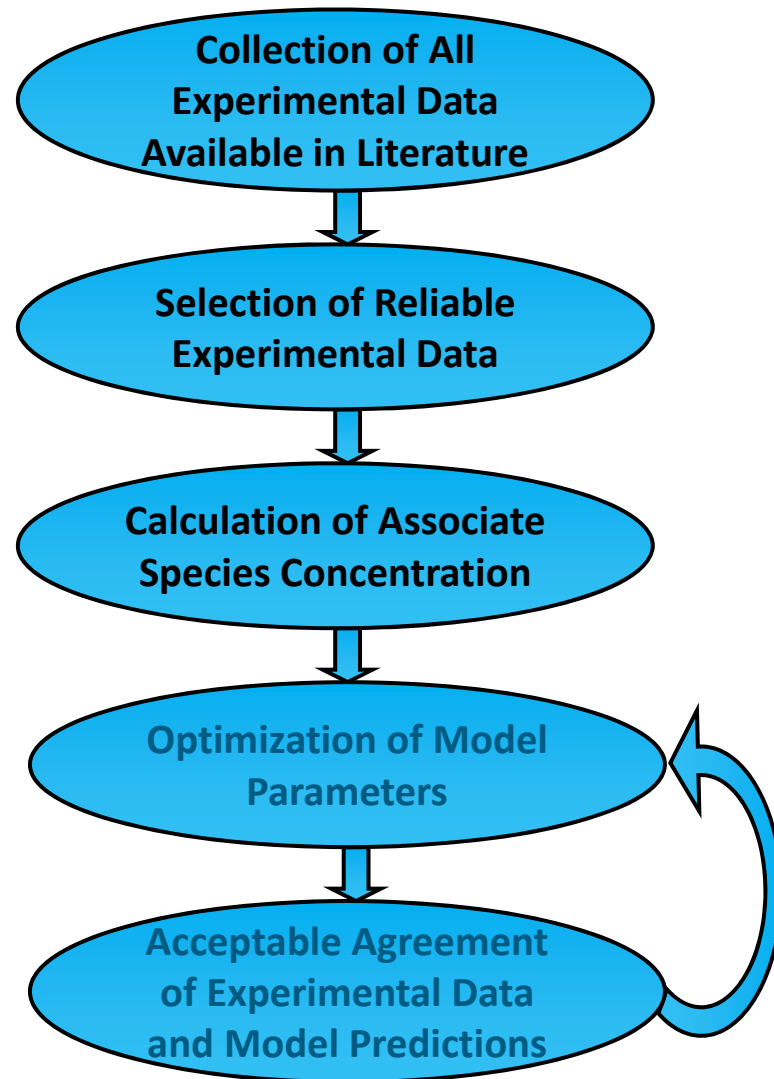 Collection of All
Experimental Data
Available in Literature
Selection of Reliable
Experimental Data
Calculation of Associate
Species Concentration
Optimization of Model
Parameters
Acceptable Agreement
of Experimental Data
and Model Predictions